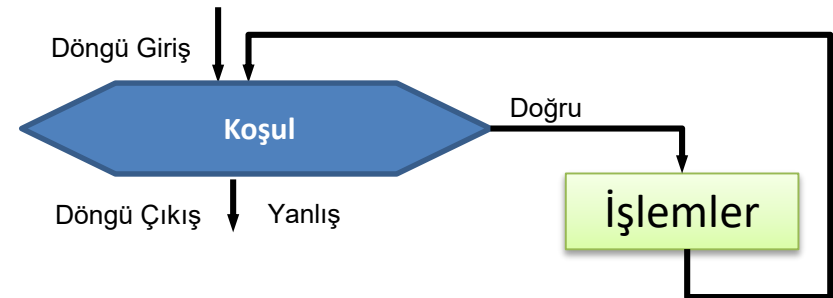 Döngü Giriş
Koşul
Doğru
Döngü Çıkış
Yanlış
İşlemler